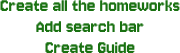 Create all the homeworks
Add search bar
Create Guide